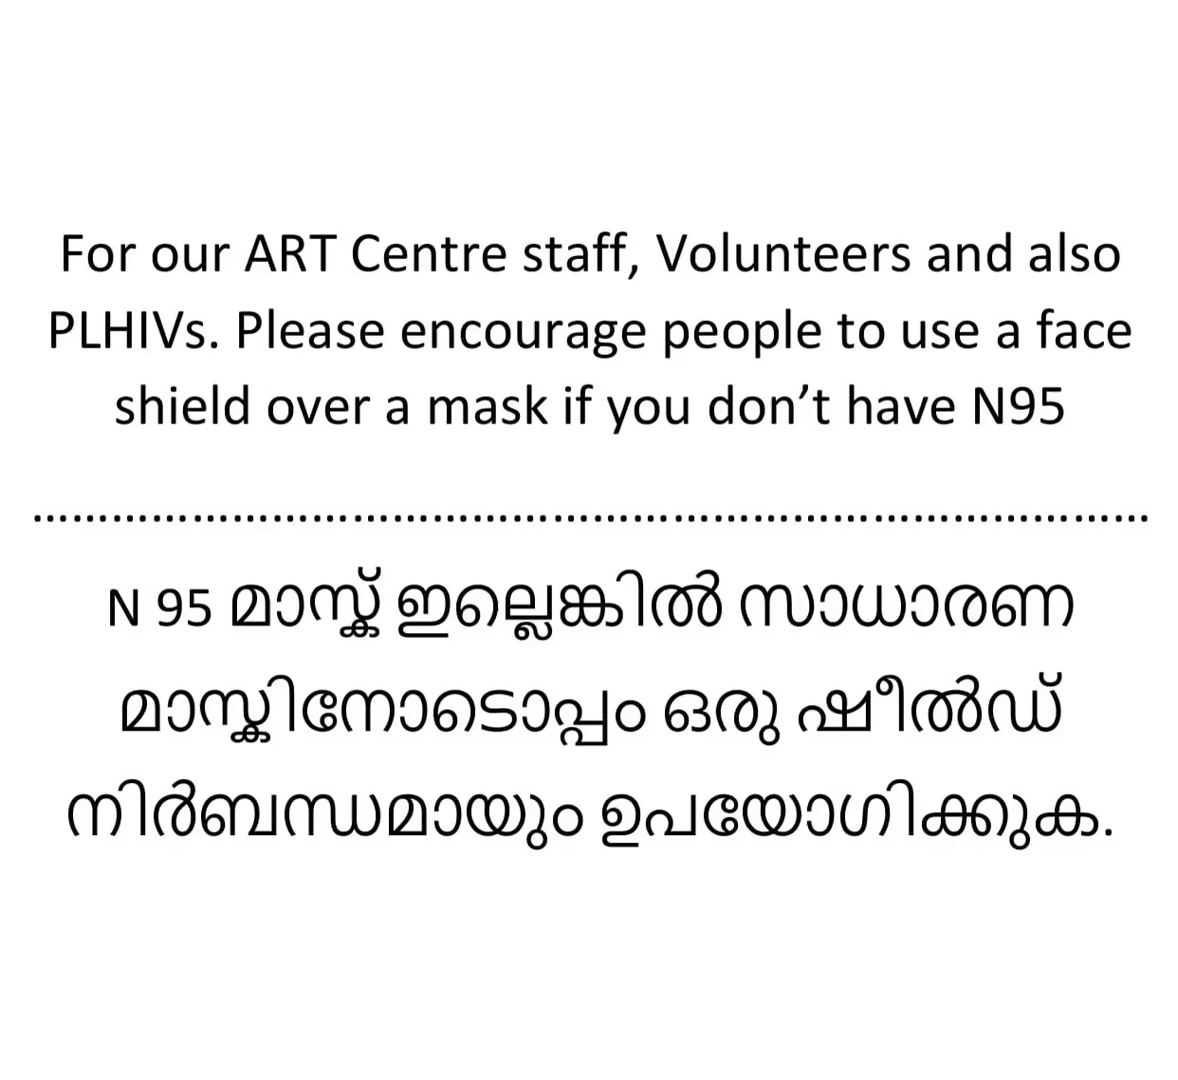 For our ART Centre staff, Volunteers and also
PLHIVs. Please encourage people to use a face
shield over a mask if you don’t have N95
........................................................................................
N 95 മാസ്ക് ഇല്ലെങ്കിൽ സാധാരണ
മാസ്കിനോടൊപ്പം ഒരു ഷീൽഡ്
നിർബന്ധമായും ഉപയോഗിക്കുക.